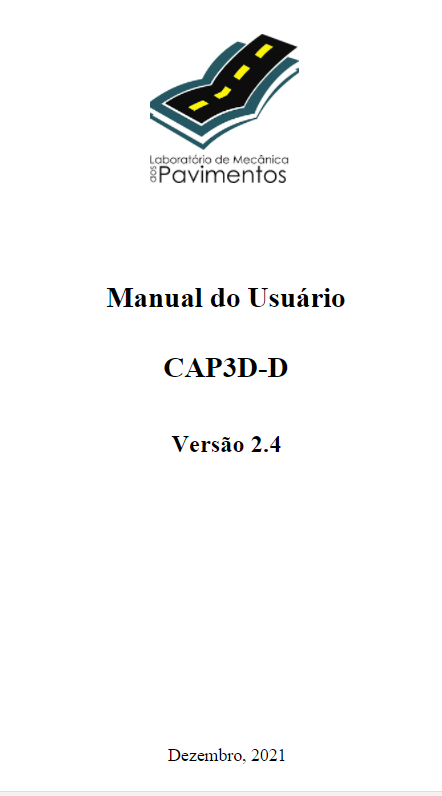 Laboratório de Mecânica
dos Pavimentos
Manual do Usuário
CAP3D-D
Versão 2.4
Dezembro, 2021